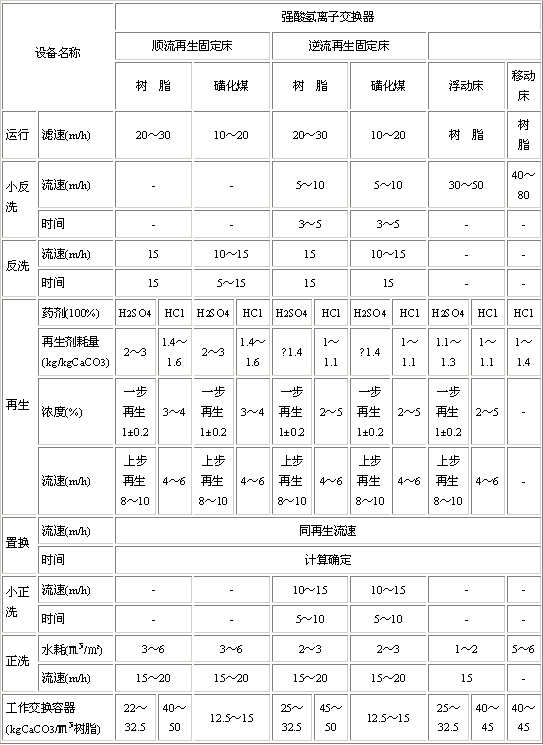 强酸氢离子交换器
设备名称 顺流再生固定床 逆流再生固定床
树 脂 磺化煤 树 脂 磺化煤 浮动床 移动床
运行 滤速(m/h) 20～30 10～20 20～30 10～20 树 脂 树 脂
小反洗 流速(m/h) - - 5～10 5～10 30～50 40～80
时间 - - 3～5 3～5 - -
反洗 流速(m/h) 15 10～15 15 10～15 - -
时间 15 5～15 15 15 - -
再生 药剂(100%) H2SO4 HCl H2SO4 HCl H2SO4 HCl H2SO4 HCl H2SO4 HCl HCl
再生剂耗量(kg/kgCaCO3) 2～3 1.4～1.6 2～3 1.4～1.6 ?1.4 1～1.1 ?1.4 1～1.1 1.1～1.3 1～1.1 1～1.4
浓度(%) 一步再生1±0.2 3～4 一步再生1±0.2 3～4 一步再生1±0.2 2～5 一步再生1±0.2 2～5 一步再生1±0.2 2～5 -
流速(m/h) 上步再生8～10 4～6 上步再生8～10 4～6 上步再生8～10 4～6 上步再生8～10 4～6 上步再生8～10 4～6 -
置换 流速(m/h) 同再生流速
时间 计算确定
小正洗 流速(m/h) - - 10～15 10～15 - -
时间 - - 5～10 5～10 - -
正洗 水耗(m³/㎡) 3～6 3～6 2～3 2～3 1～2 5～6
流速(m/h) 15～20 15～20 15～20 15～20 15 -
工作交换容器(kgCaCO3/m³树脂) 22～32.5 40～50 12.5～15 25～32.5 45～50 12.5～15 25～32.5 40～45 40～45